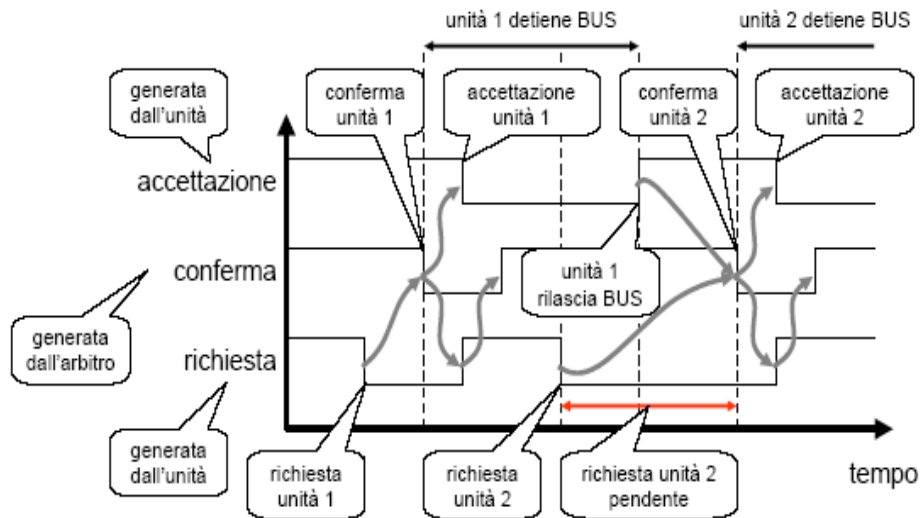 unità 1 detiene BUS
unità 2 detiene BUS
generata
dall'unità
conferma
unità 1
accettazione
unità 1
conferma
unità 2
accettazione
unità 2
accettazione
conferma
unità 1
rilascia BUS
generata
dall'arbitro
richiesta
generata
dall'unità
richiesta
unità 1
richiesta
unità 2
richiesta unità 2
pendente
tempo